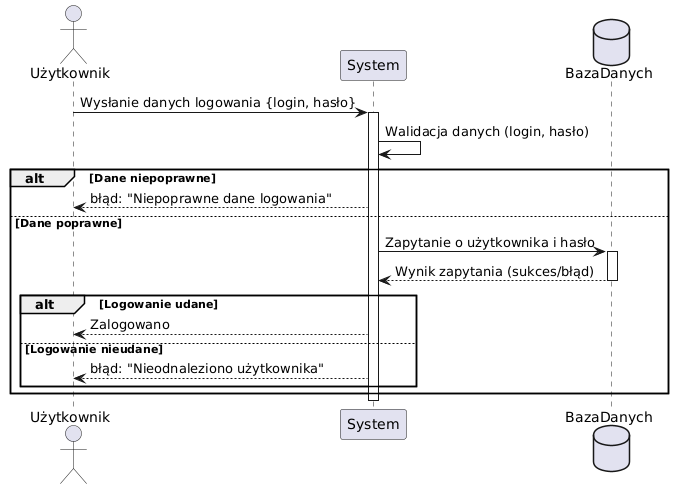 Użytkownik
System
BazaDanych
Wysłanie danych logowania {login, hasło}
Walidacja danych (login, hasło)
alt [Dane niepoprawne]
błąd: "Niepoprawne dane logowania"
[Dane poprawne]
Zapytanie o użytkownika i hasło
Wynik zapytania (sukces/błąd)
alt [Logowanie udane]
Zalogowano
[Logowanie nieudane]
błąd: "Nieodnaleziono użytkownika"
Użytkownik
System
BazaDanych